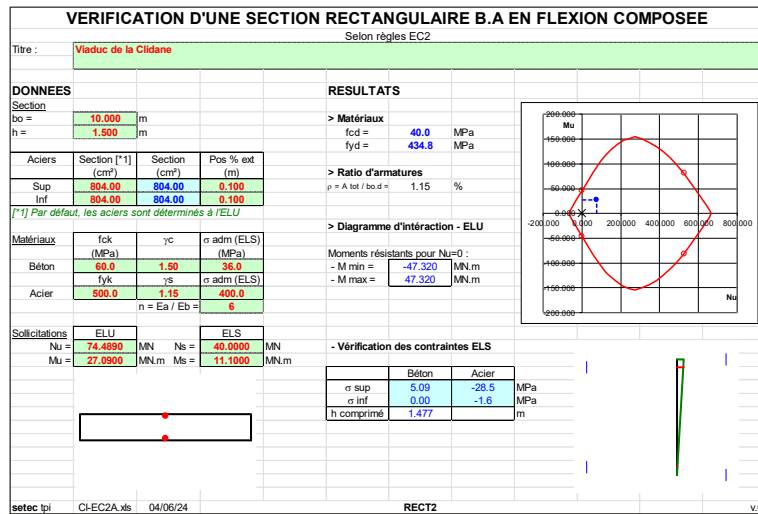 VERIFICATION D'UNE SECTION RECTANGULAIRE B.A EN FLEXION COMPOSEE
Selon règles EC2
Titre : Viaduc de la Clidane
DONNEES
Section
bo = 10.000 m
h = 1.500 m
Aciers Section [*1] Section Pos % ext
(cm²) (cm²) (m)
Sup 804.00 804.00 0.100
Inf 804.00 804.00 0.100
[*1] Par défaut, les aciers sont déterminés à l'ELU
Matériaux fck γc σ adm (ELS)
(MPa) (MPa)
Béton 60.0 1.50 36.0
fyk γs σ adm (ELS)
Acier 500.0 1.15 400.0
n = Ea / Eb = 6
Sollicitations ELU ELS
Nu = 74.4890 MN Ns = 40.0000 MN
Mu = 27.0900 MN.m Ms = 11.1000 MN.m
RESULTATS
> Matériaux
fcd = 40.0 MPa
fyd = 434.8 MPa
> Ratio d'armatures
ρ = A tot / bo.d = 1.15 %
> Diagramme d'intéraction - ELU
Moments résistants pour Nu=0 :
- M min = -47.320 MN.m
- M max = 47.320 MN.m
- Vérification des contraintes ELS
Béton Acier
σ sup 5.09 -28.5 MPa
σ inf 0.00 -1.6 MPa
h comprimé 1.477 m
200.000
Mu
150.000
100.000
50.000
0.000
-200.000 0.000 200.000 400.000 600.000 800.000
-50.000
-100.000
-150.000
Nu
-200.000
setec tpi CI-EC2A.xls 04/06/24 RECT2